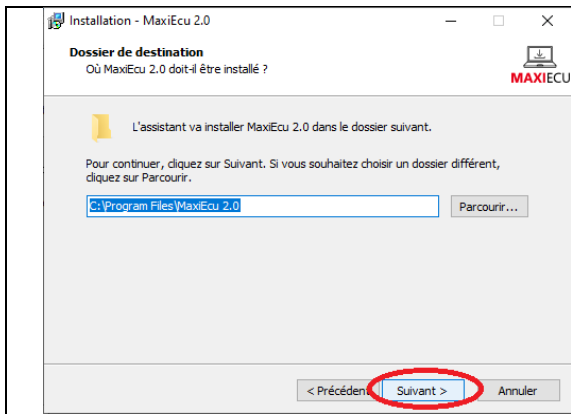 Installation - MaxiEcu 2.0
Dossier de destination
Où MaxiEcu 2.0 doit-il être installé ?
MAXIECU
L'assistant va installer MaxiEcu 2.0 dans le dossier suivant.
Pour continuer, cliquez sur Suivant. Si vous souhaitez choisir un dossier différent,
cliquez sur Parcourir.
C:\Program Files\MaxiEcu 2.0
Parcourir...
< Précédent
Suivant >
Annuler